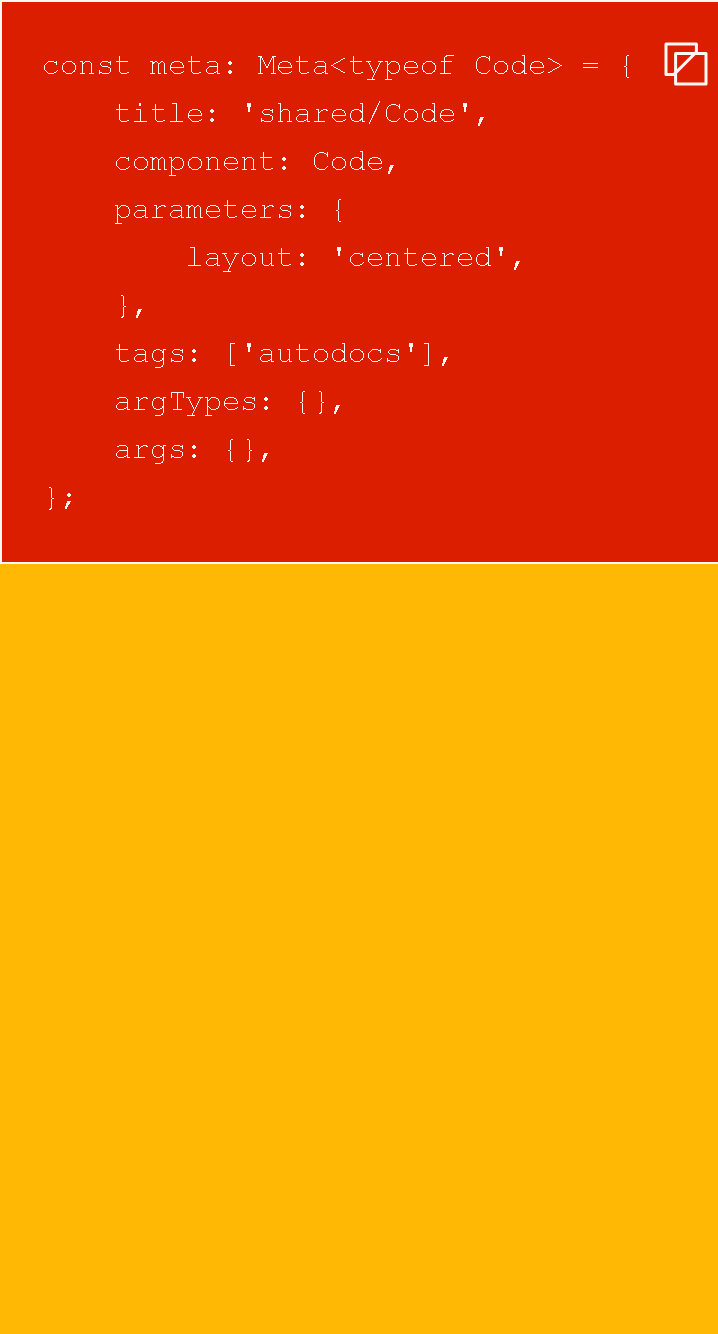 const meta: Meta<typeof Code> = {
    title: 'shared/Code',
    component: Code,
    parameters: {
        layout: 'centered',
    },
    tags: ['autodocs'],
    argTypes: {},
    args: {},
};